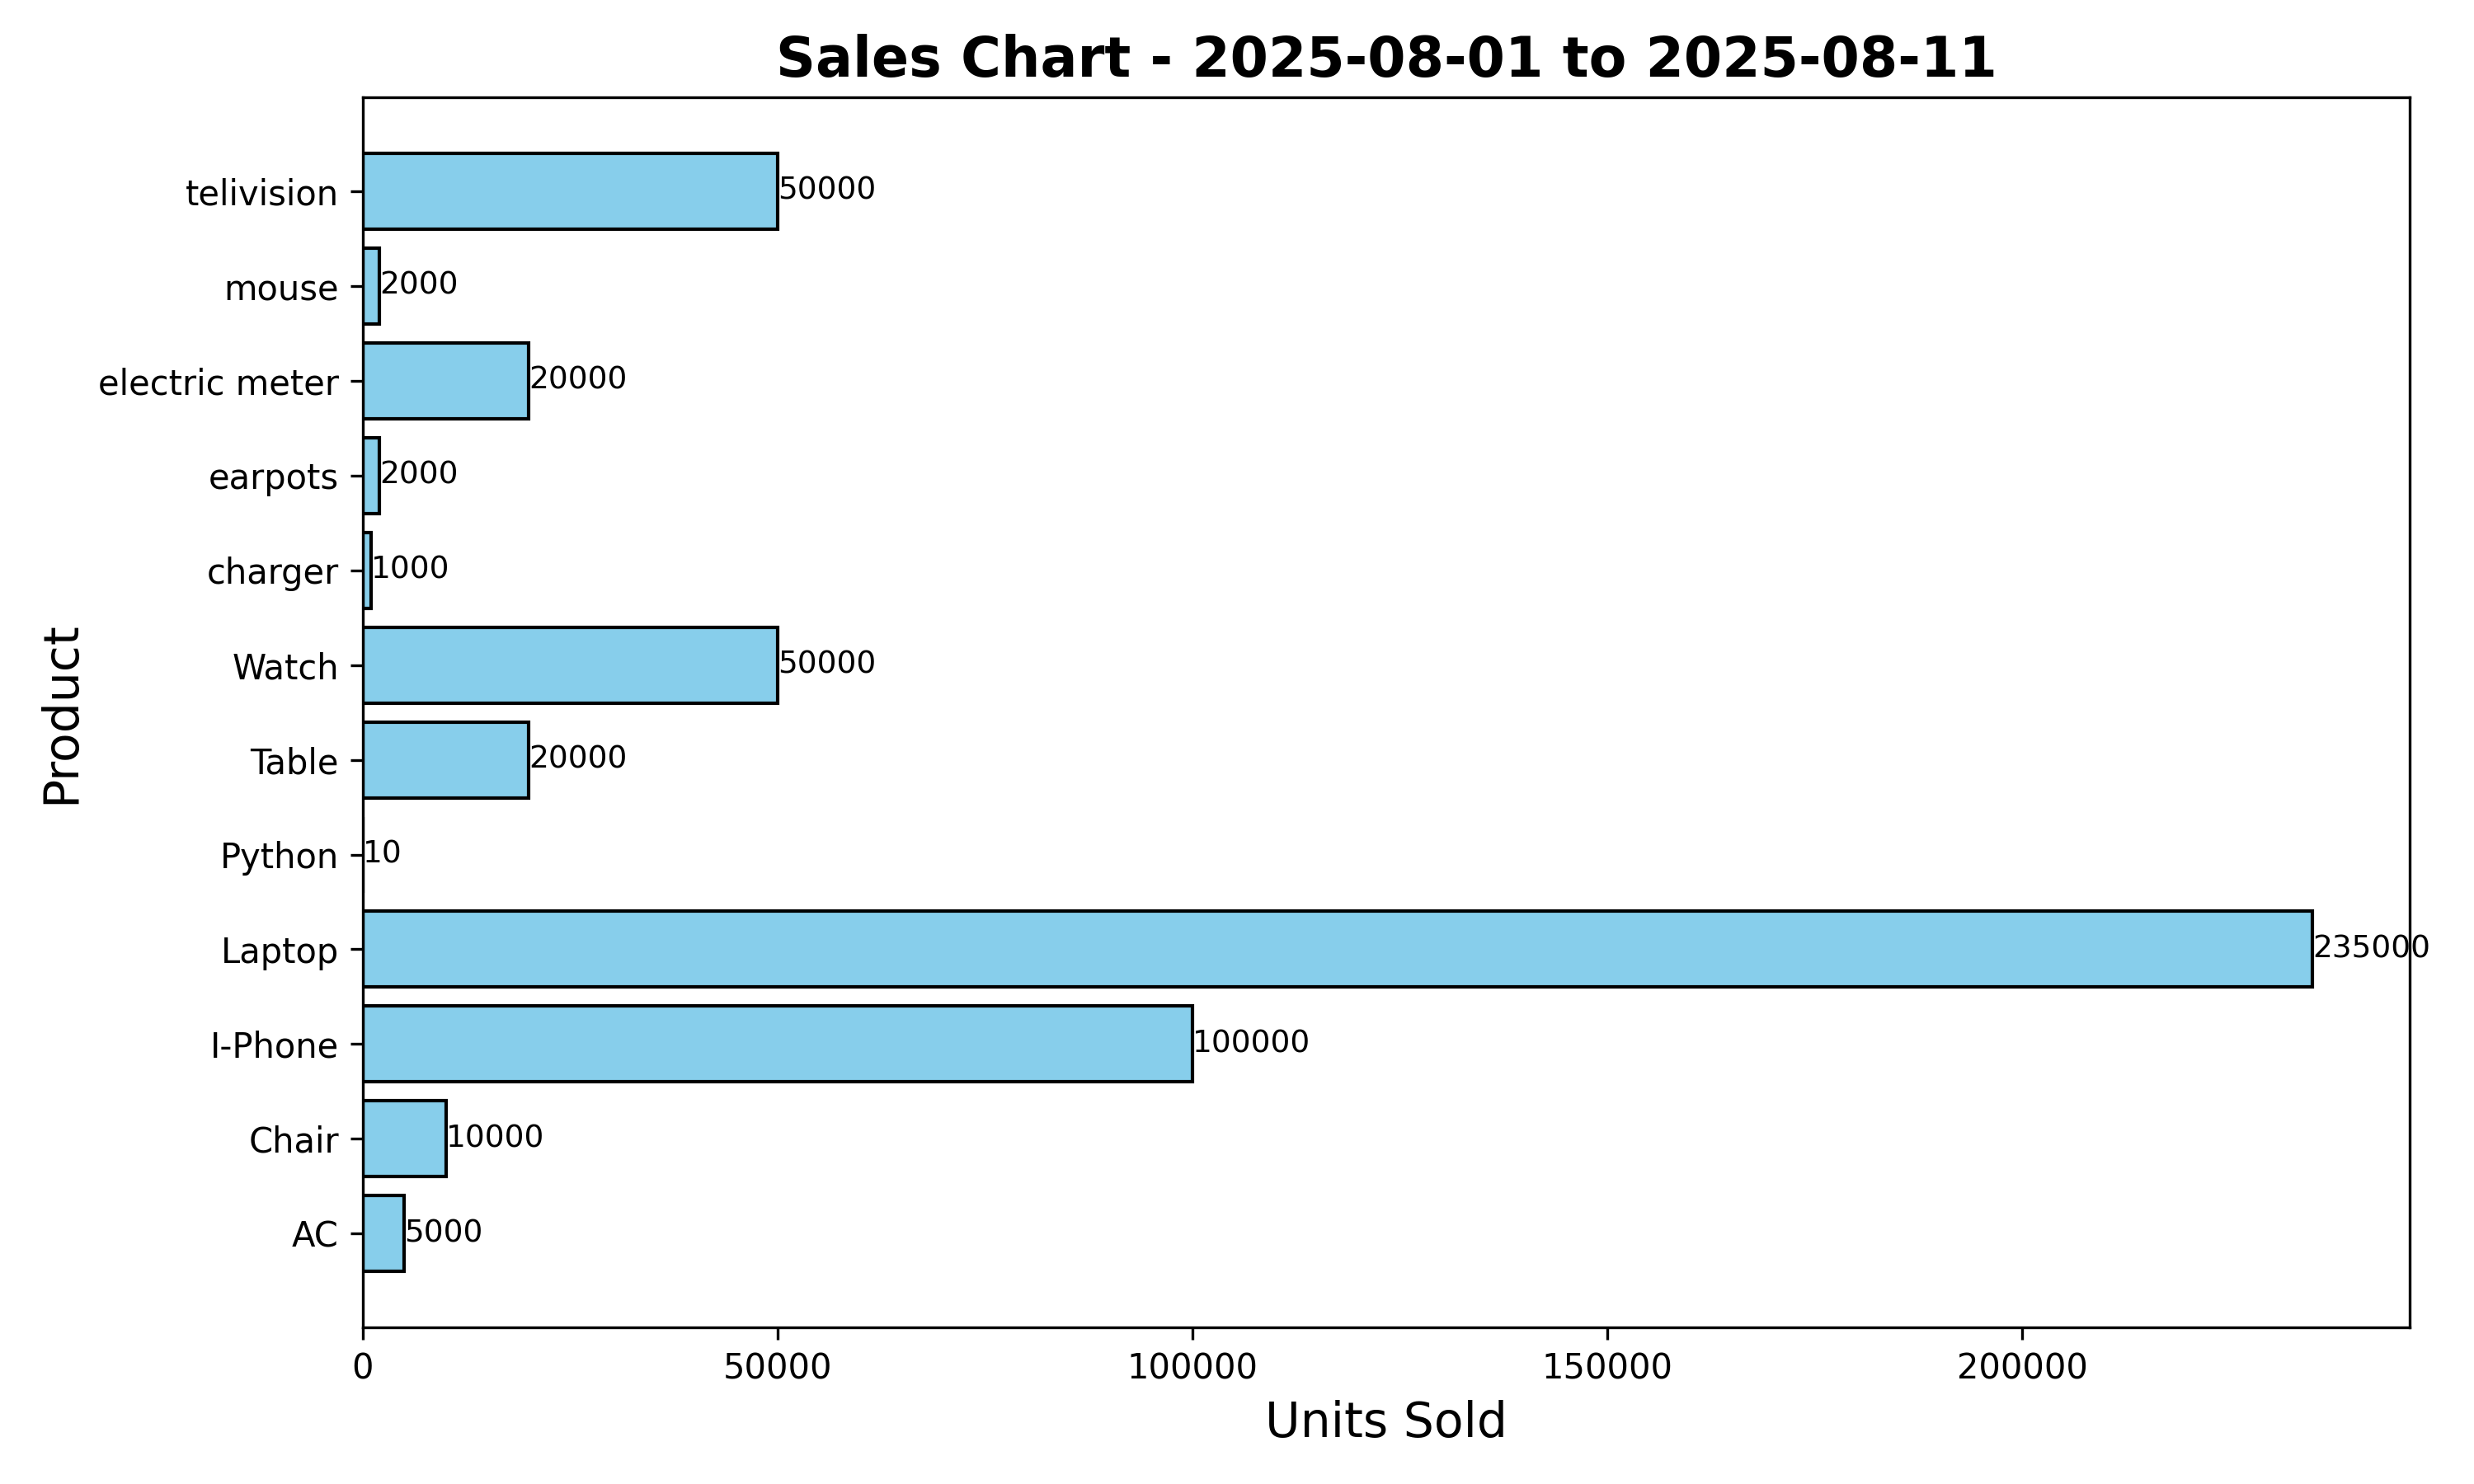 Sales Chart - 2025-08-01 to 2025-08-11
telivision
50000
mouse
2000
electric meter
20000
earpots
2000
charger
1000
Watch
50000
Table
20000
Python
10
Laptop
235000
I-Phone
100000
Chair
10000
AC
5000
Product
0 50000 100000 150000 200000
Units Sold